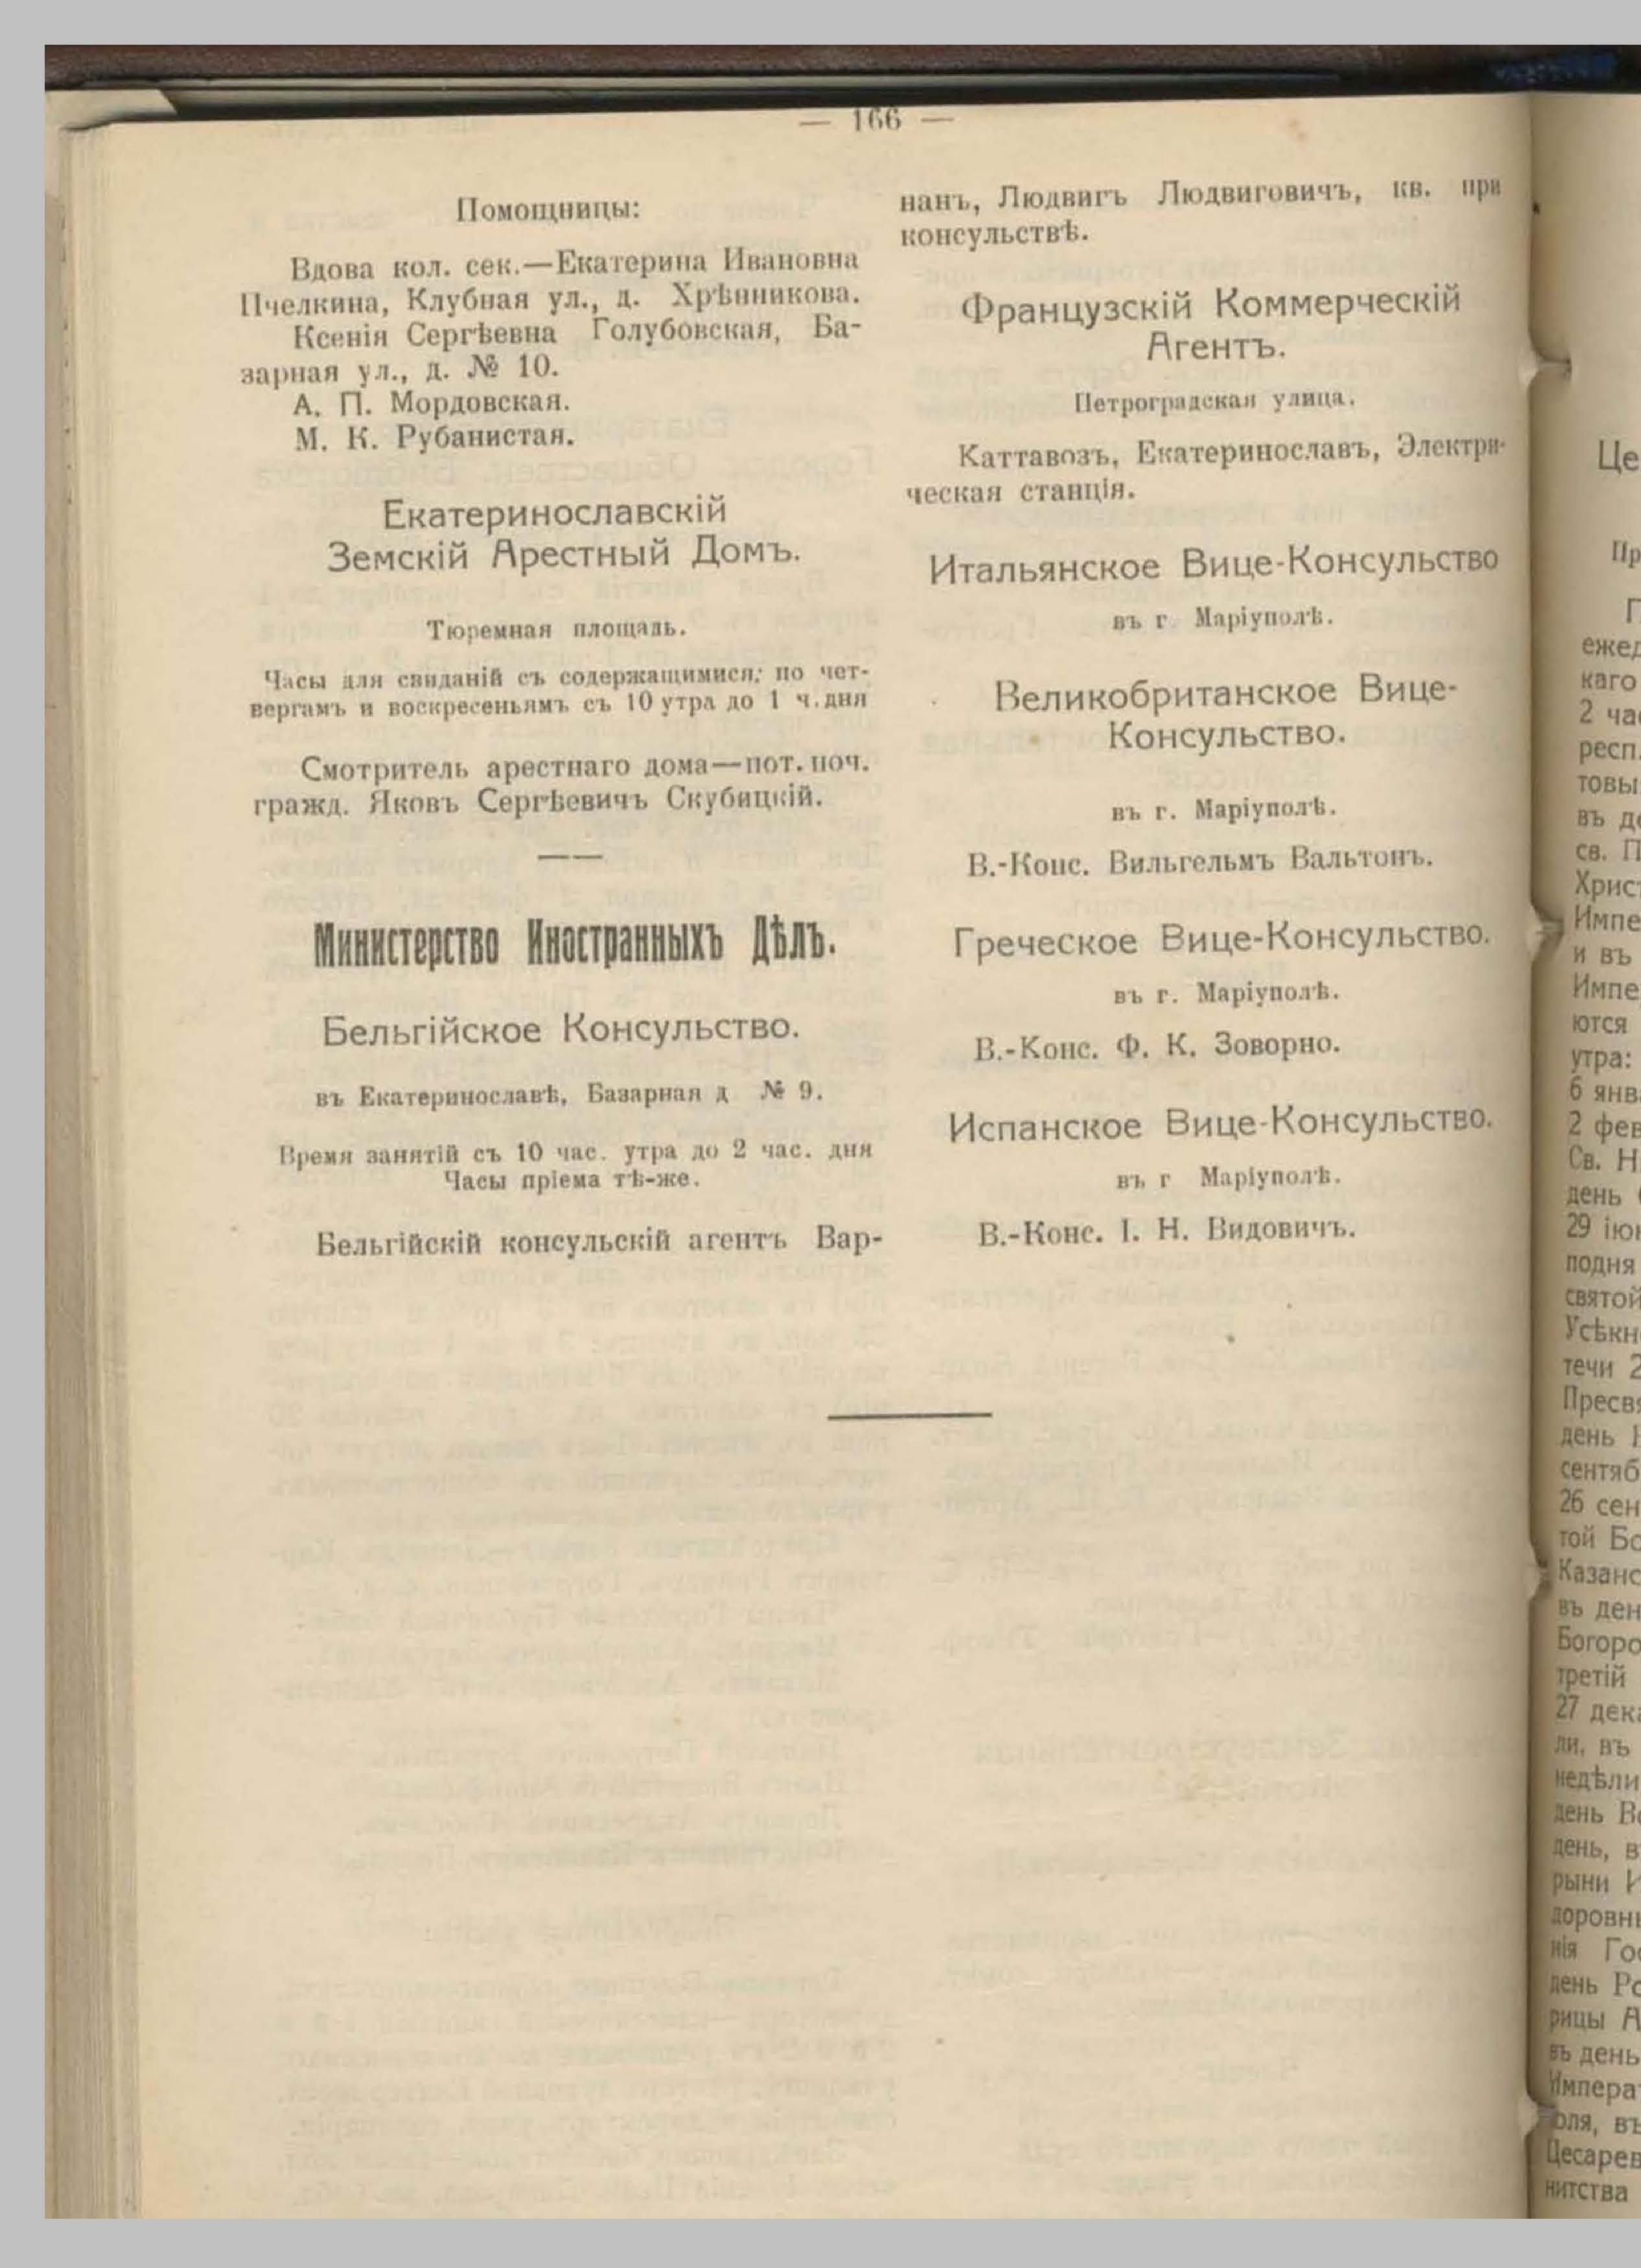 — 166 —
Помощницы:
Вдова кол. сек.—Екатерина Ивановна
Пчелкина, Клубная ул., д. Хрѣнникова.
Ксенія Сергѣевна Голубовская, Ба-
зарная ул., д. № 10.
А. П. Мордовская.
М. К. Рубанистая.
Екатеринославскій
Земскій Арестный Домъ.
Тюремная площадь.
Часы для свиданій съ содержащимися: по чет-
вергамъ и воскресеньямъ съ 10 утра до 1 ч. дня
Смотритель арестнаго дома—пот. поч.
гражд. Яковъ Сергѣевичъ Скубицкій.
Министерство Иностранныхъ Дѣлъ.
Бельгійское Консульство.
въ Екатеринославѣ, Базарная д № 9.
Время занятій съ 10 час. утра до 2 час. дня
Часы пріема тѣ-же.
Бельгійскій консульскій агентъ Вар-
нанъ, Людвигъ Людвиговичъ, кв. при
консульствѣ.
Французскій Коммерческій
Агентъ.
Петроградская улица.
Каттавозъ, Екатеринославъ, Электри-
ческая станція.
Итальянское Вице-Консульство
въ г Маріуполѣ.
Великобританское Вице-
Консульство.
въ г. Маріуполѣ.
В.-Конс. Вильгельмъ Вальтонъ.
Греческое Вице-Консульство.
въ г. Маріуполѣ.
В.-Конс. Ф. К. Зоворно.
Испанское Вице-Консульство.
въ г Маріуполѣ.
В.-Конс. І. Н. Видовичъ.